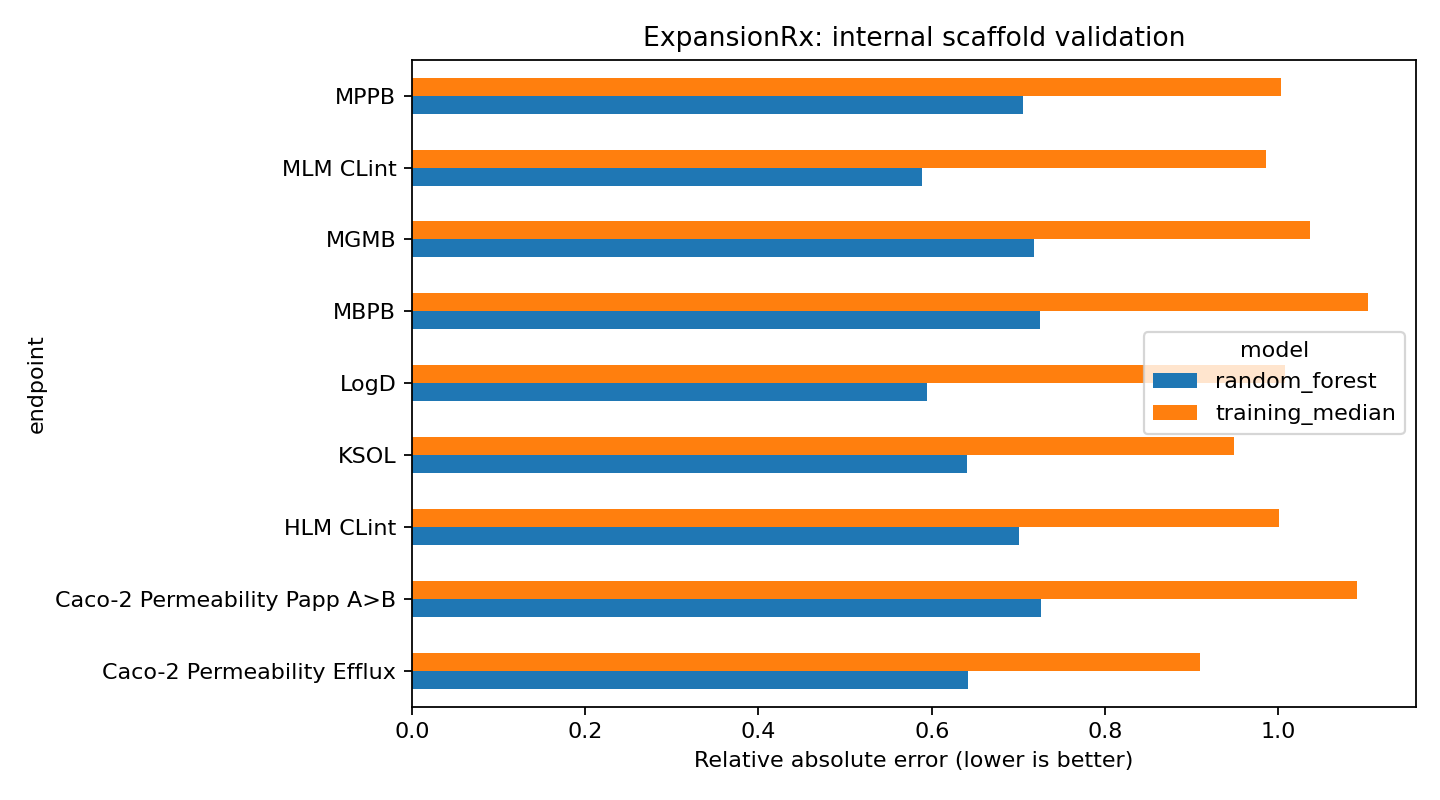 ExpansionRx: internal scaffold validation
endpoint
MPPB
MLM CLint
MGMB
MBPB
LogD
KSOL
HLM CLint
Caco-2 Permeability Papp A>B
Caco-2 Permeability Efflux
model
random_forest
training_median
0.0 0.2 0.4 0.6 0.8 1.0
Relative absolute error (lower is better)